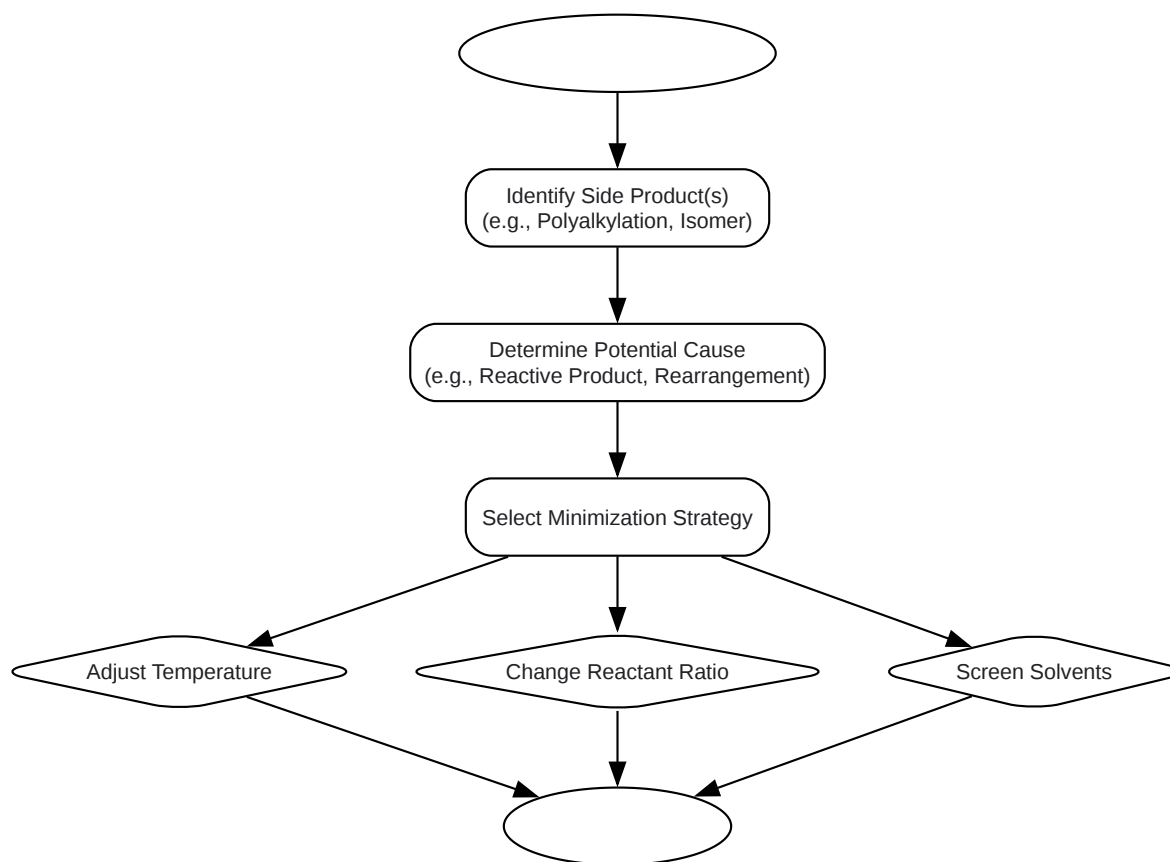 Identify Side Product(s)
(e.g., Polyalkylation, Isomer)
Determine Potential Cause
(e.g., Reactive Product, Rearrangement)
Select Minimization Strategy
Adjust Temperature
Change Reactant Ratio
Screen Solvents